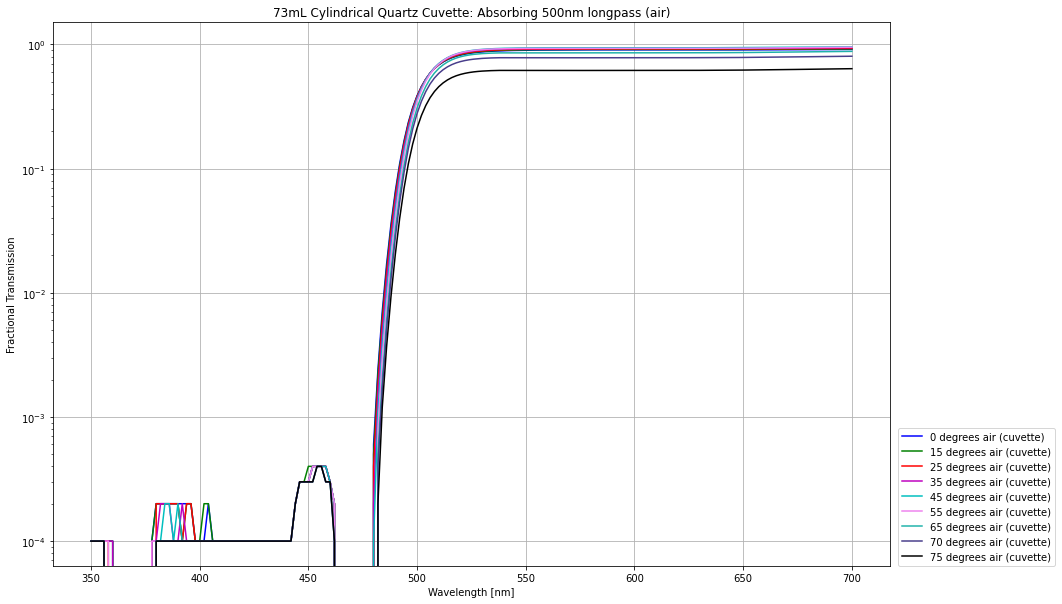 73mL Cylindrical Quartz Cuvette: Absorbing 500nm longpass (air)
Fractional Transmission
10⁰
10⁻¹
10⁻²
10⁻³
10⁻⁴
350 400 450 500 550 600 650 700
Wavelength [nm]
0 degrees air (cuvette)
15 degrees air (cuvette)
25 degrees air (cuvette)
35 degrees air (cuvette)
45 degrees air (cuvette)
55 degrees air (cuvette)
65 degrees air (cuvette)
70 degrees air (cuvette)
75 degrees air (cuvette)